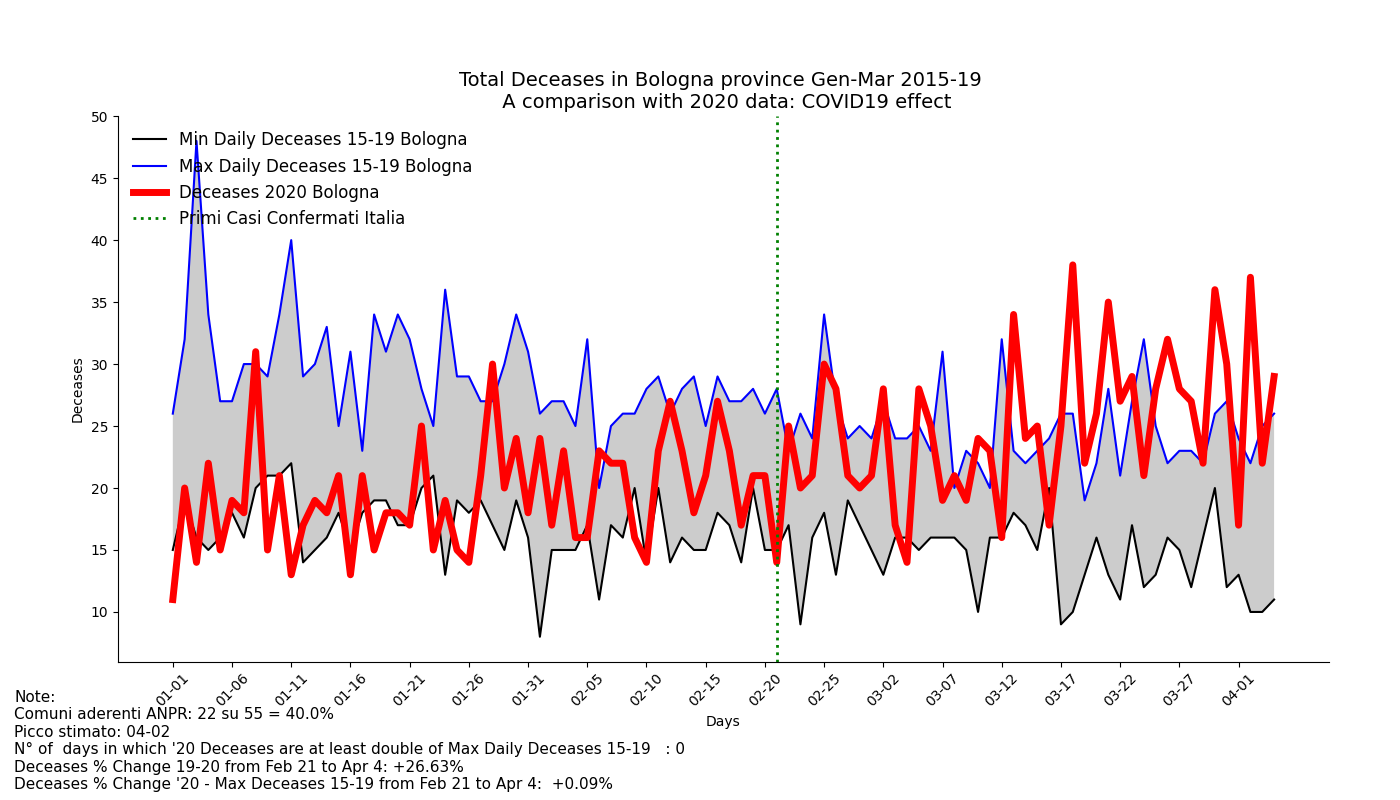 Total Deceases in Bologna province Gen-Mar 2015-19
A comparison with 2020 data: COVID19 effect
50
45
40
35
30
25
20
15
10
Deceases
Min Daily Deceases 15-19 Bologna
Max Daily Deceases 15-19 Bologna
Deceases 2020 Bologna
Primi Casi Confermati Italia
01-01
01-06
01-11
01-16
01-21
01-26
01-31
02-05
02-10
02-15
02-20
02-25
03-02
03-07
03-12
03-17
03-22
03-27
04-01
Days
Note:
Comuni aderenti ANPR: 22 su 55 = 40.0%
Picco stimato: 04-02
N° of  days in which '20 Deceases are at least double of Max Daily Deceases 15-19   : 0
Deceases % Change 19-20 from Feb 21 to Apr 4: +26.63%
Deceases % Change '20 - Max Deceases 15-19 from Feb 21 to Apr 4:  +0.09%